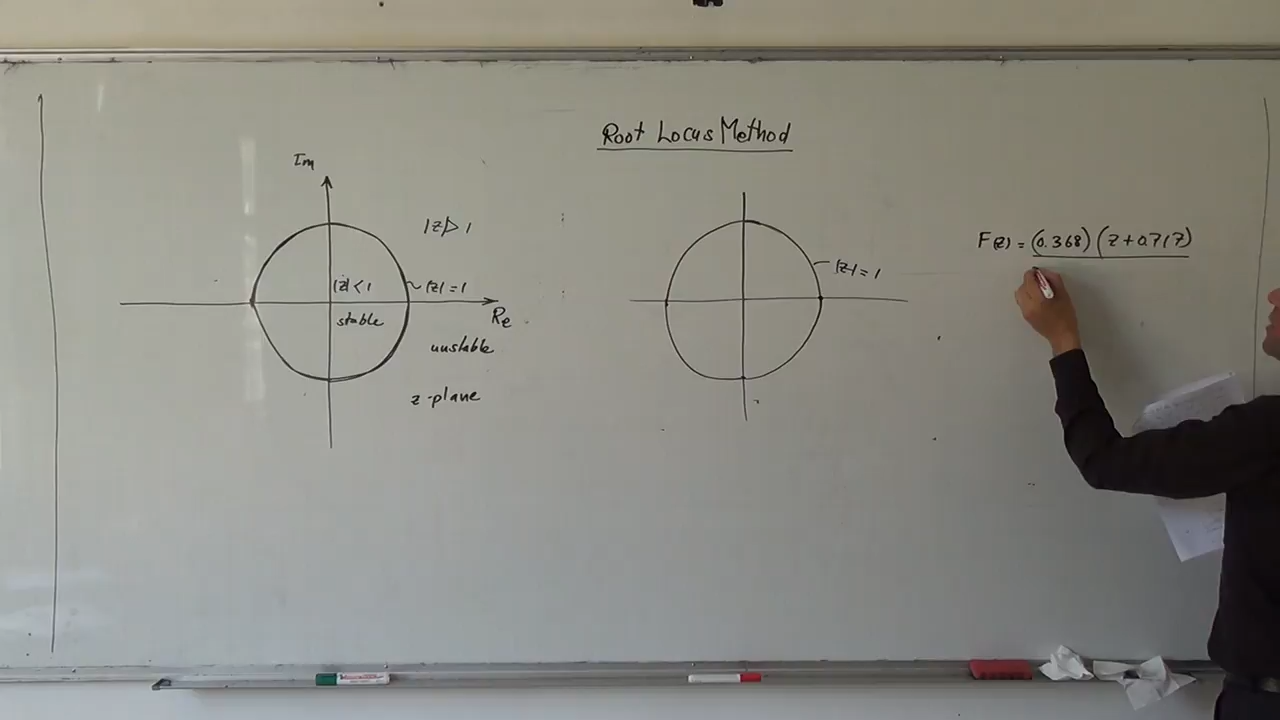 Root Locus Method
Im
|z|>1
|z|<1
|z|=1
stable
Re
unstable
z-plane
|z|=1
F(z) = (0.368)(z+0.717)